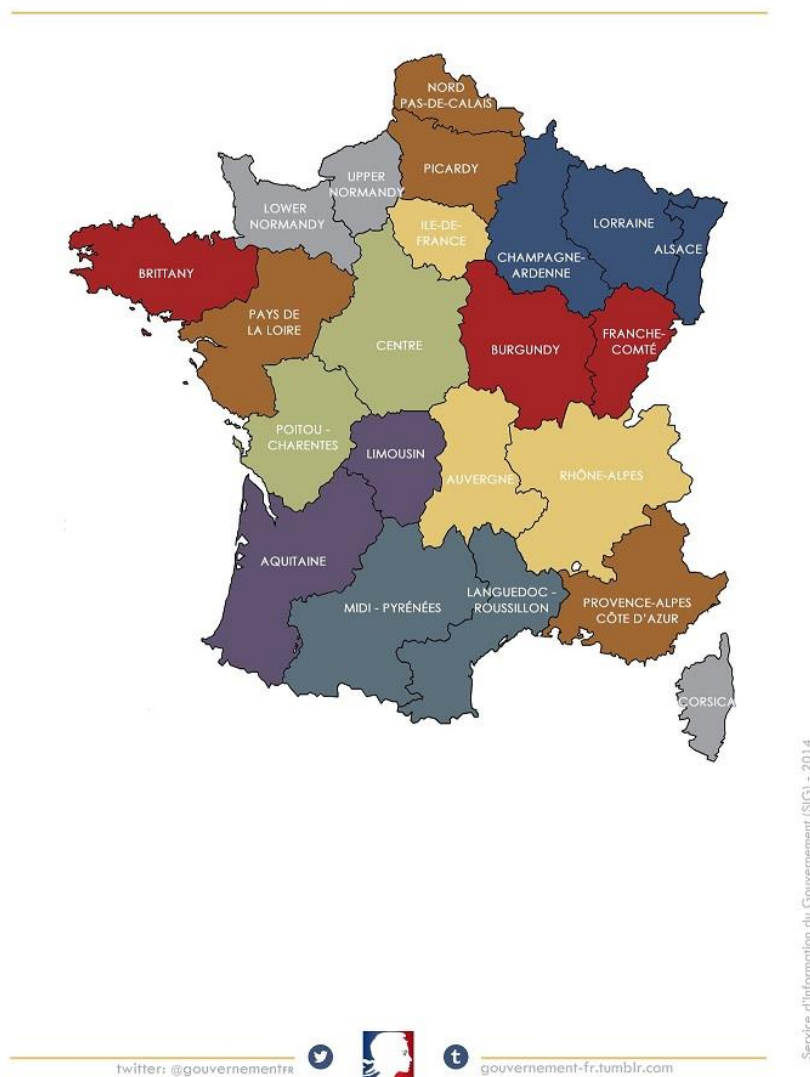 NORD
PAS-DE-CALAIS
PICARDY
UPPER
NORMANDY
LOWER
NORMANDY
ILE-DE-
FRANCE
CHAMPAGNE-
ARDENNE
LORRAINE
ALSACE
BRITTANY
PAYS DE
LA LOIRE
CENTRE
BURGUNDY
FRANCHE-
COMTÉ
POITOU -
CHARENTES
LIMOUSIN
AUVERGNE
RHÔNE-ALPES
AQUITAINE
MIDI - PYRÉNÉES
LANGUEDOC -
ROUSSILLON
PROVENCE-ALPES
CÔTE D'AZUR
CORSICA
Service d'Information du Gouvernement (SIG) - 2014
twitter: @gouvernementFR
t
gouvernement-fr.tumblr.com